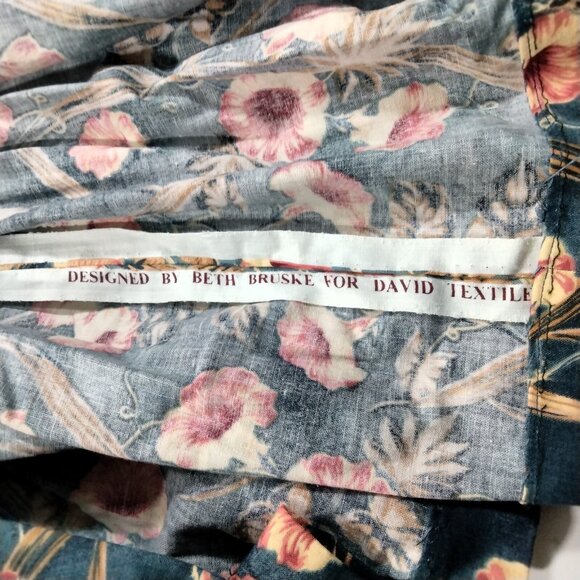 DESIGNED BY BETH BRUSKE FOR DAVID TEXTILE